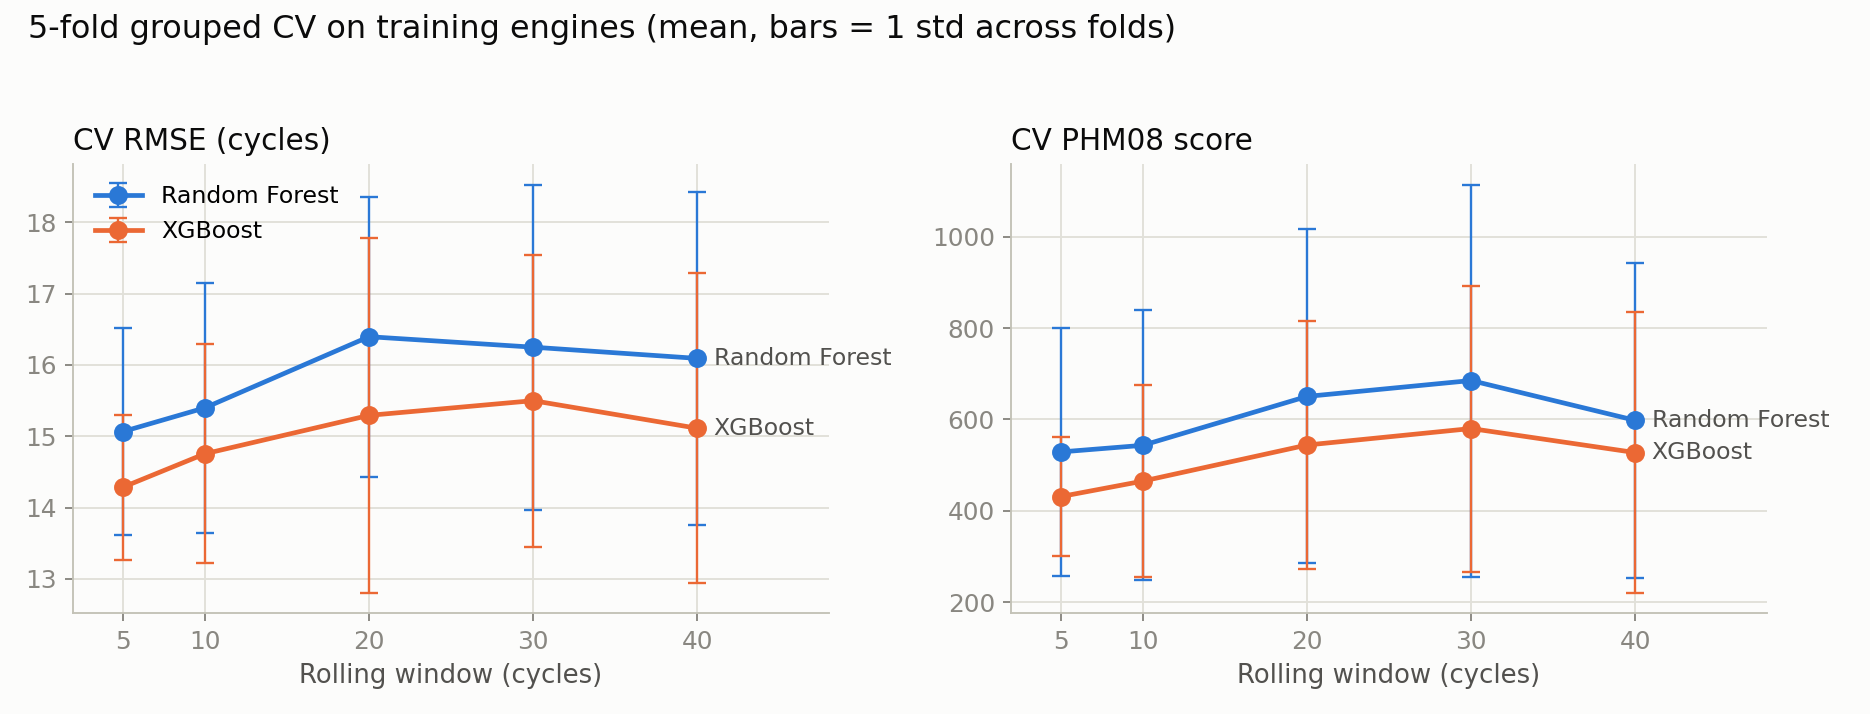 5-fold grouped CV on training engines (mean, bars = 1 std across folds)
CV RMSE (cycles)
Random Forest
XGBoost
18
17
16
15
14
13
Random Forest
XGBoost
5 10 20 30 40
Rolling window (cycles)
CV PHM08 score
1000
800
600
400
200
Random Forest
XGBoost
5 10 20 30 40
Rolling window (cycles)